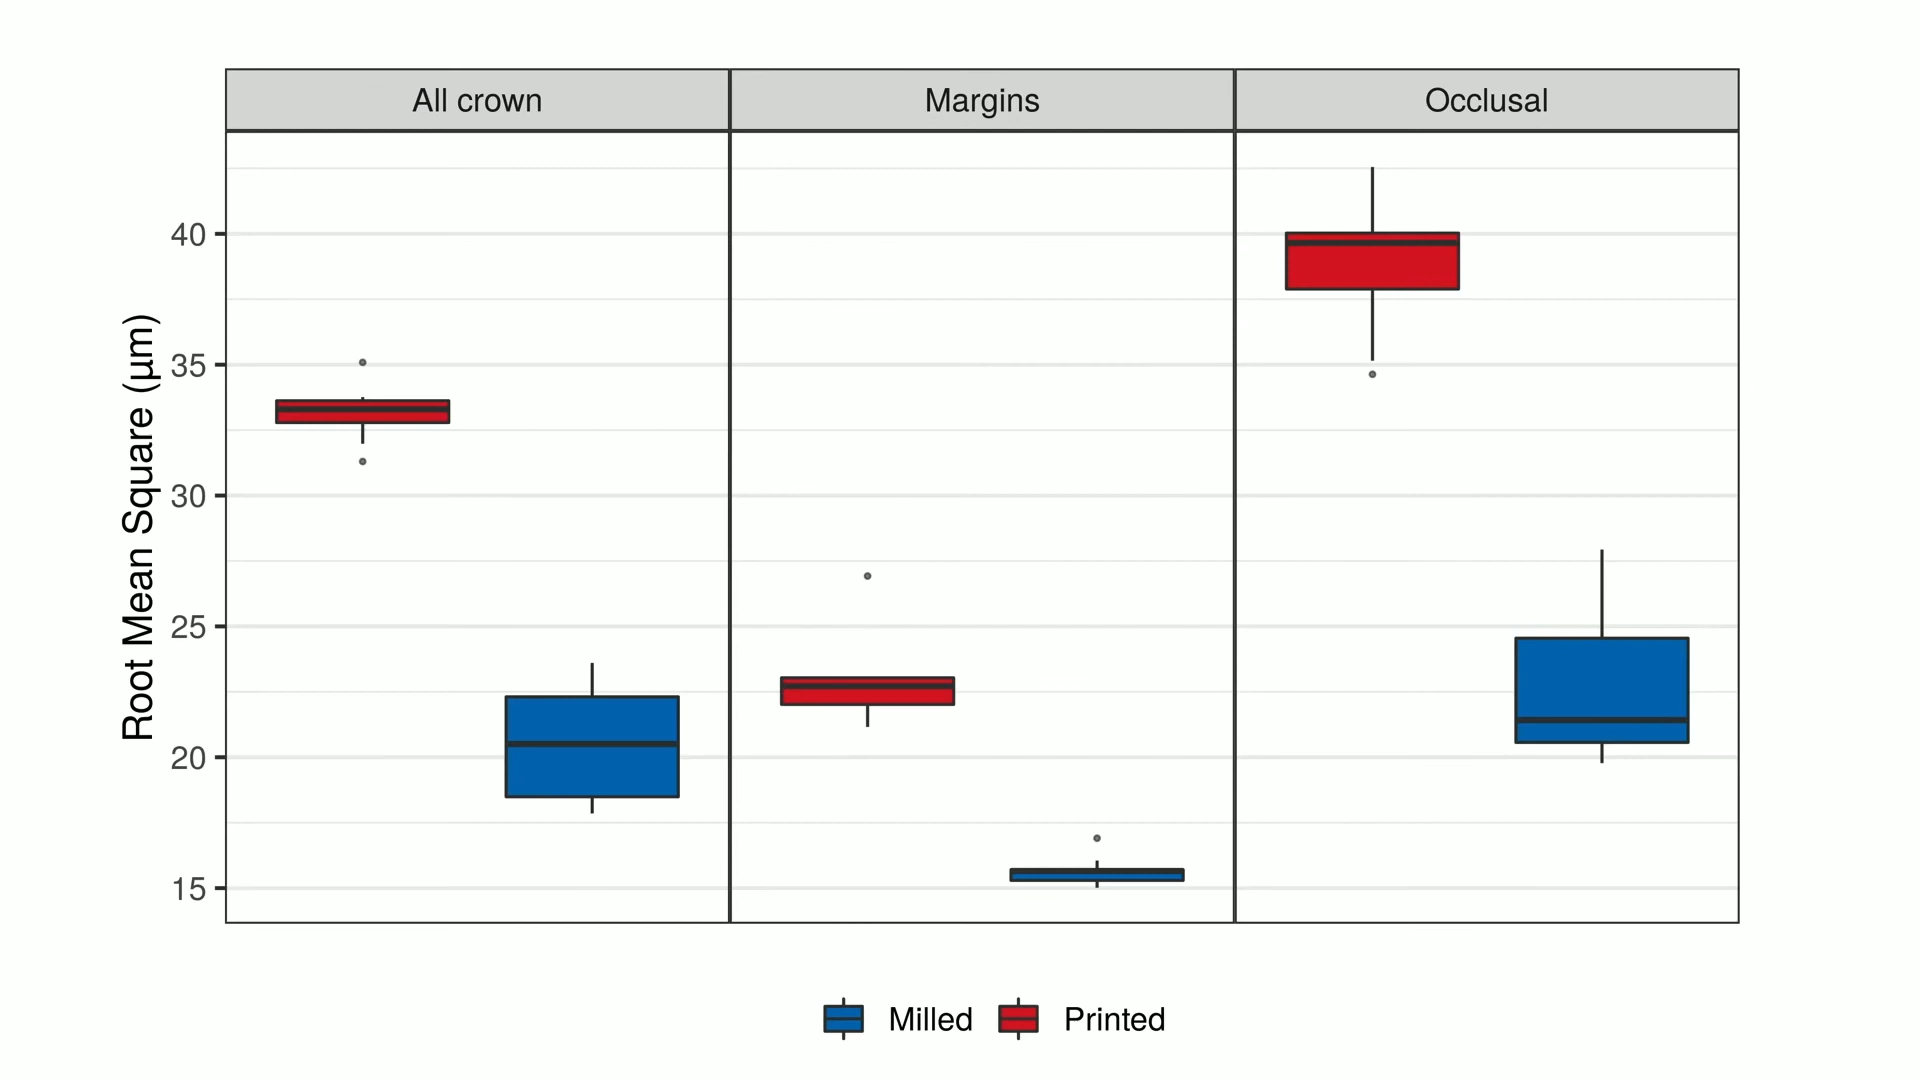 All crown
Margins
Occlusal
Root Mean Square (µm)
40
35
30
25
20
15
Milled
Printed